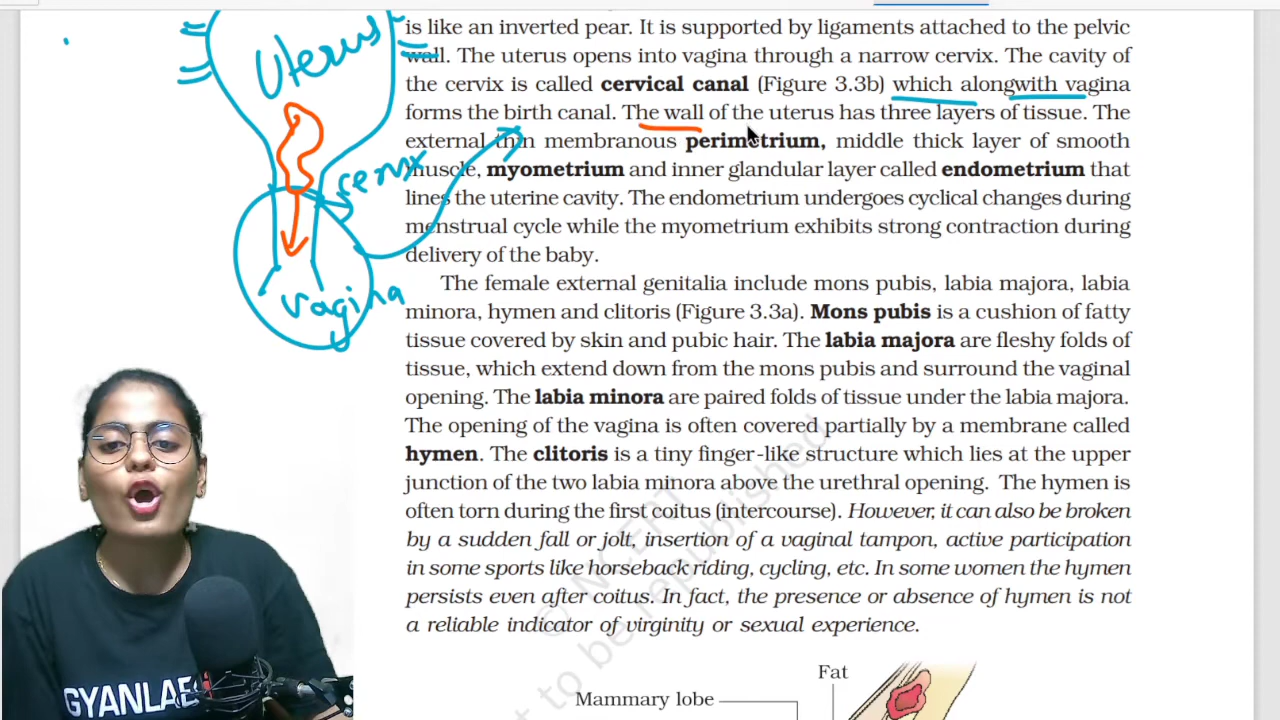 is like an inverted pear. It is supported by ligaments attached to the pelvic
wall. The uterus opens into vagina through a narrow cervix. The cavity of
the cervix is called cervical canal (Figure 3.3b) which alongwith vagina
forms the birth canal. The wall of the uterus has three layers of tissue. The
external thin membranous perimetrium, middle thick layer of smooth
muscle, myometrium and inner glandular layer called endometrium that
lines the uterine cavity. The endometrium undergoes cyclical changes during
menstrual cycle while the myometrium exhibits strong contraction during
delivery of the baby.
The female external genitalia include mons pubis, labia majora, labia
minora, hymen and clitoris (Figure 3.3a). Mons pubis is a cushion of fatty
tissue covered by skin and pubic hair. The labia majora are fleshy folds of
tissue, which extend down from the mons pubis and surround the vaginal
opening. The labia minora are paired folds of tissue under the labia majora.
The opening of the vagina is often covered partially by a membrane called
hymen. The clitoris is a tiny finger-like structure which lies at the upper
junction of the two labia minora above the urethral opening. The hymen is
often torn during the first coitus (intercourse). However, it can also be broken
by a sudden fall or jolt, insertion of a vaginal tampon, active participation
in some sports like horseback riding, cycling, etc. In some women the hymen
persists even after coitus. In fact, the presence or absence of hymen is not
a reliable indicator of virginity or sexual experience.
Fat
Mammary lobe
Uterus
vagina
© NCERT
not to be republished
GYANLAB